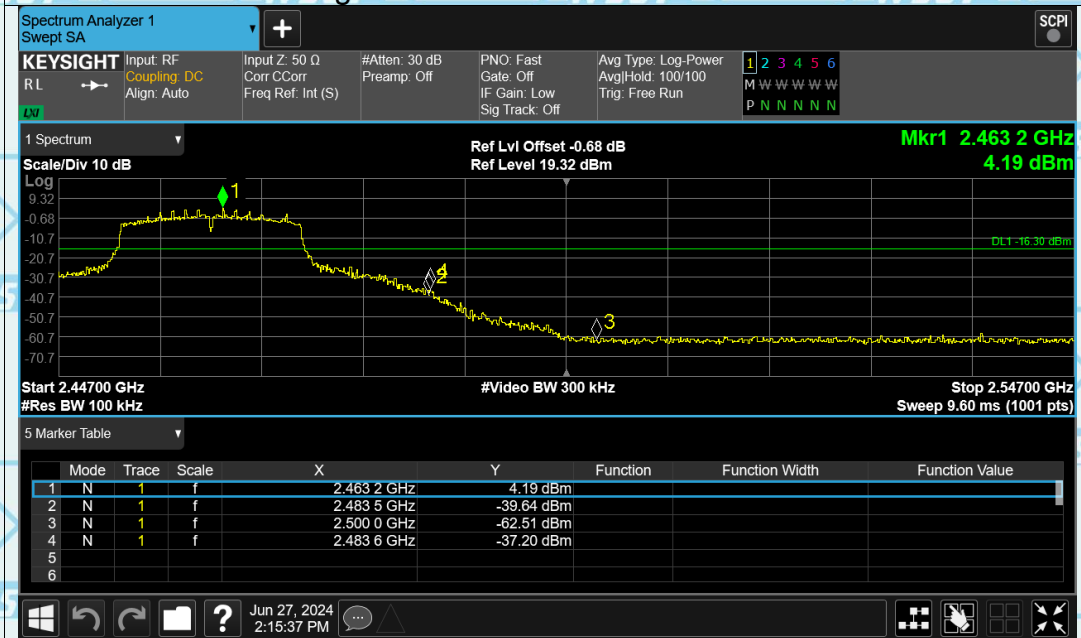 Spectrum Analyzer 1
Swept SA
+
SCPI
KEYSIGHT
R L
LXI
Input: RF
Coupling: DC
Align: Auto
Input Z: 50 Ω
Corr CCorr
Freq Ref: Int (S)
#Atten: 30 dB
Preamp: Off
PNO: Fast
Gate: Off
IF Gain: Low
Sig Track: Off
Avg Type: Log-Power
Avg|Hold: 100/100
Trig: Free Run
1 2 3 4 5 6
M W W W W W
P N N N N N
1 Spectrum
Scale/Div 10 dB
Ref Lvl Offset -0.68 dB
Ref Level 19.32 dBm
Mkr1 2.463 2 GHz
4.19 dBm
Log
9.32
-0.68
-10.7
-20.7
-30.7
-40.7
-50.7
-60.7
-70.7
1
4
2
3
DL1 -16.30 dBm
Start 2.44700 GHz
#Video BW 300 kHz
Stop 2.54700 GHz
#Res BW 100 kHz
Sweep 9.60 ms (1001 pts)
5 Marker Table
Mode Trace Scale X Y Function Function Width Function Value
1 N 1 f 2.463 2 GHz 4.19 dBm
2 N 1 f 2.483 5 GHz -39.64 dBm
3 N 1 f 2.500 0 GHz -62.51 dBm
4 N 1 f 2.483 6 GHz -37.20 dBm
5
6
?
Jun 27, 2024
2:15:37 PM